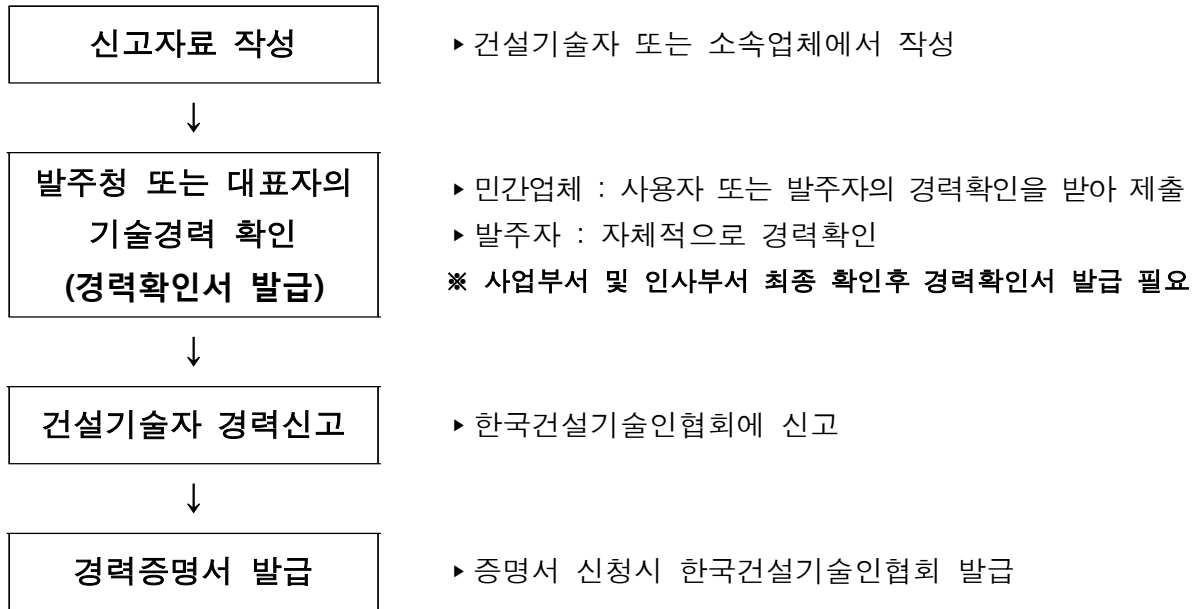 신고자료 작성
▸건설기술자 또는 소속업체에서 작성
↓
발주청 또는 대표자의
기술경력 확인
(경력확인서 발급)
▸민간업체 : 사용자 또는 발주자의 경력확인을 받아 제출
▸발주자 : 자체적으로 경력확인
※ 사업부서 및 인사부서 최종 확인후 경력확인서 발급 필요
↓
건설기술자 경력신고
▸한국건설기술인협회에 신고
↓
경력증명서 발급
▸증명서 신청시 한국건설기술인협회 발급